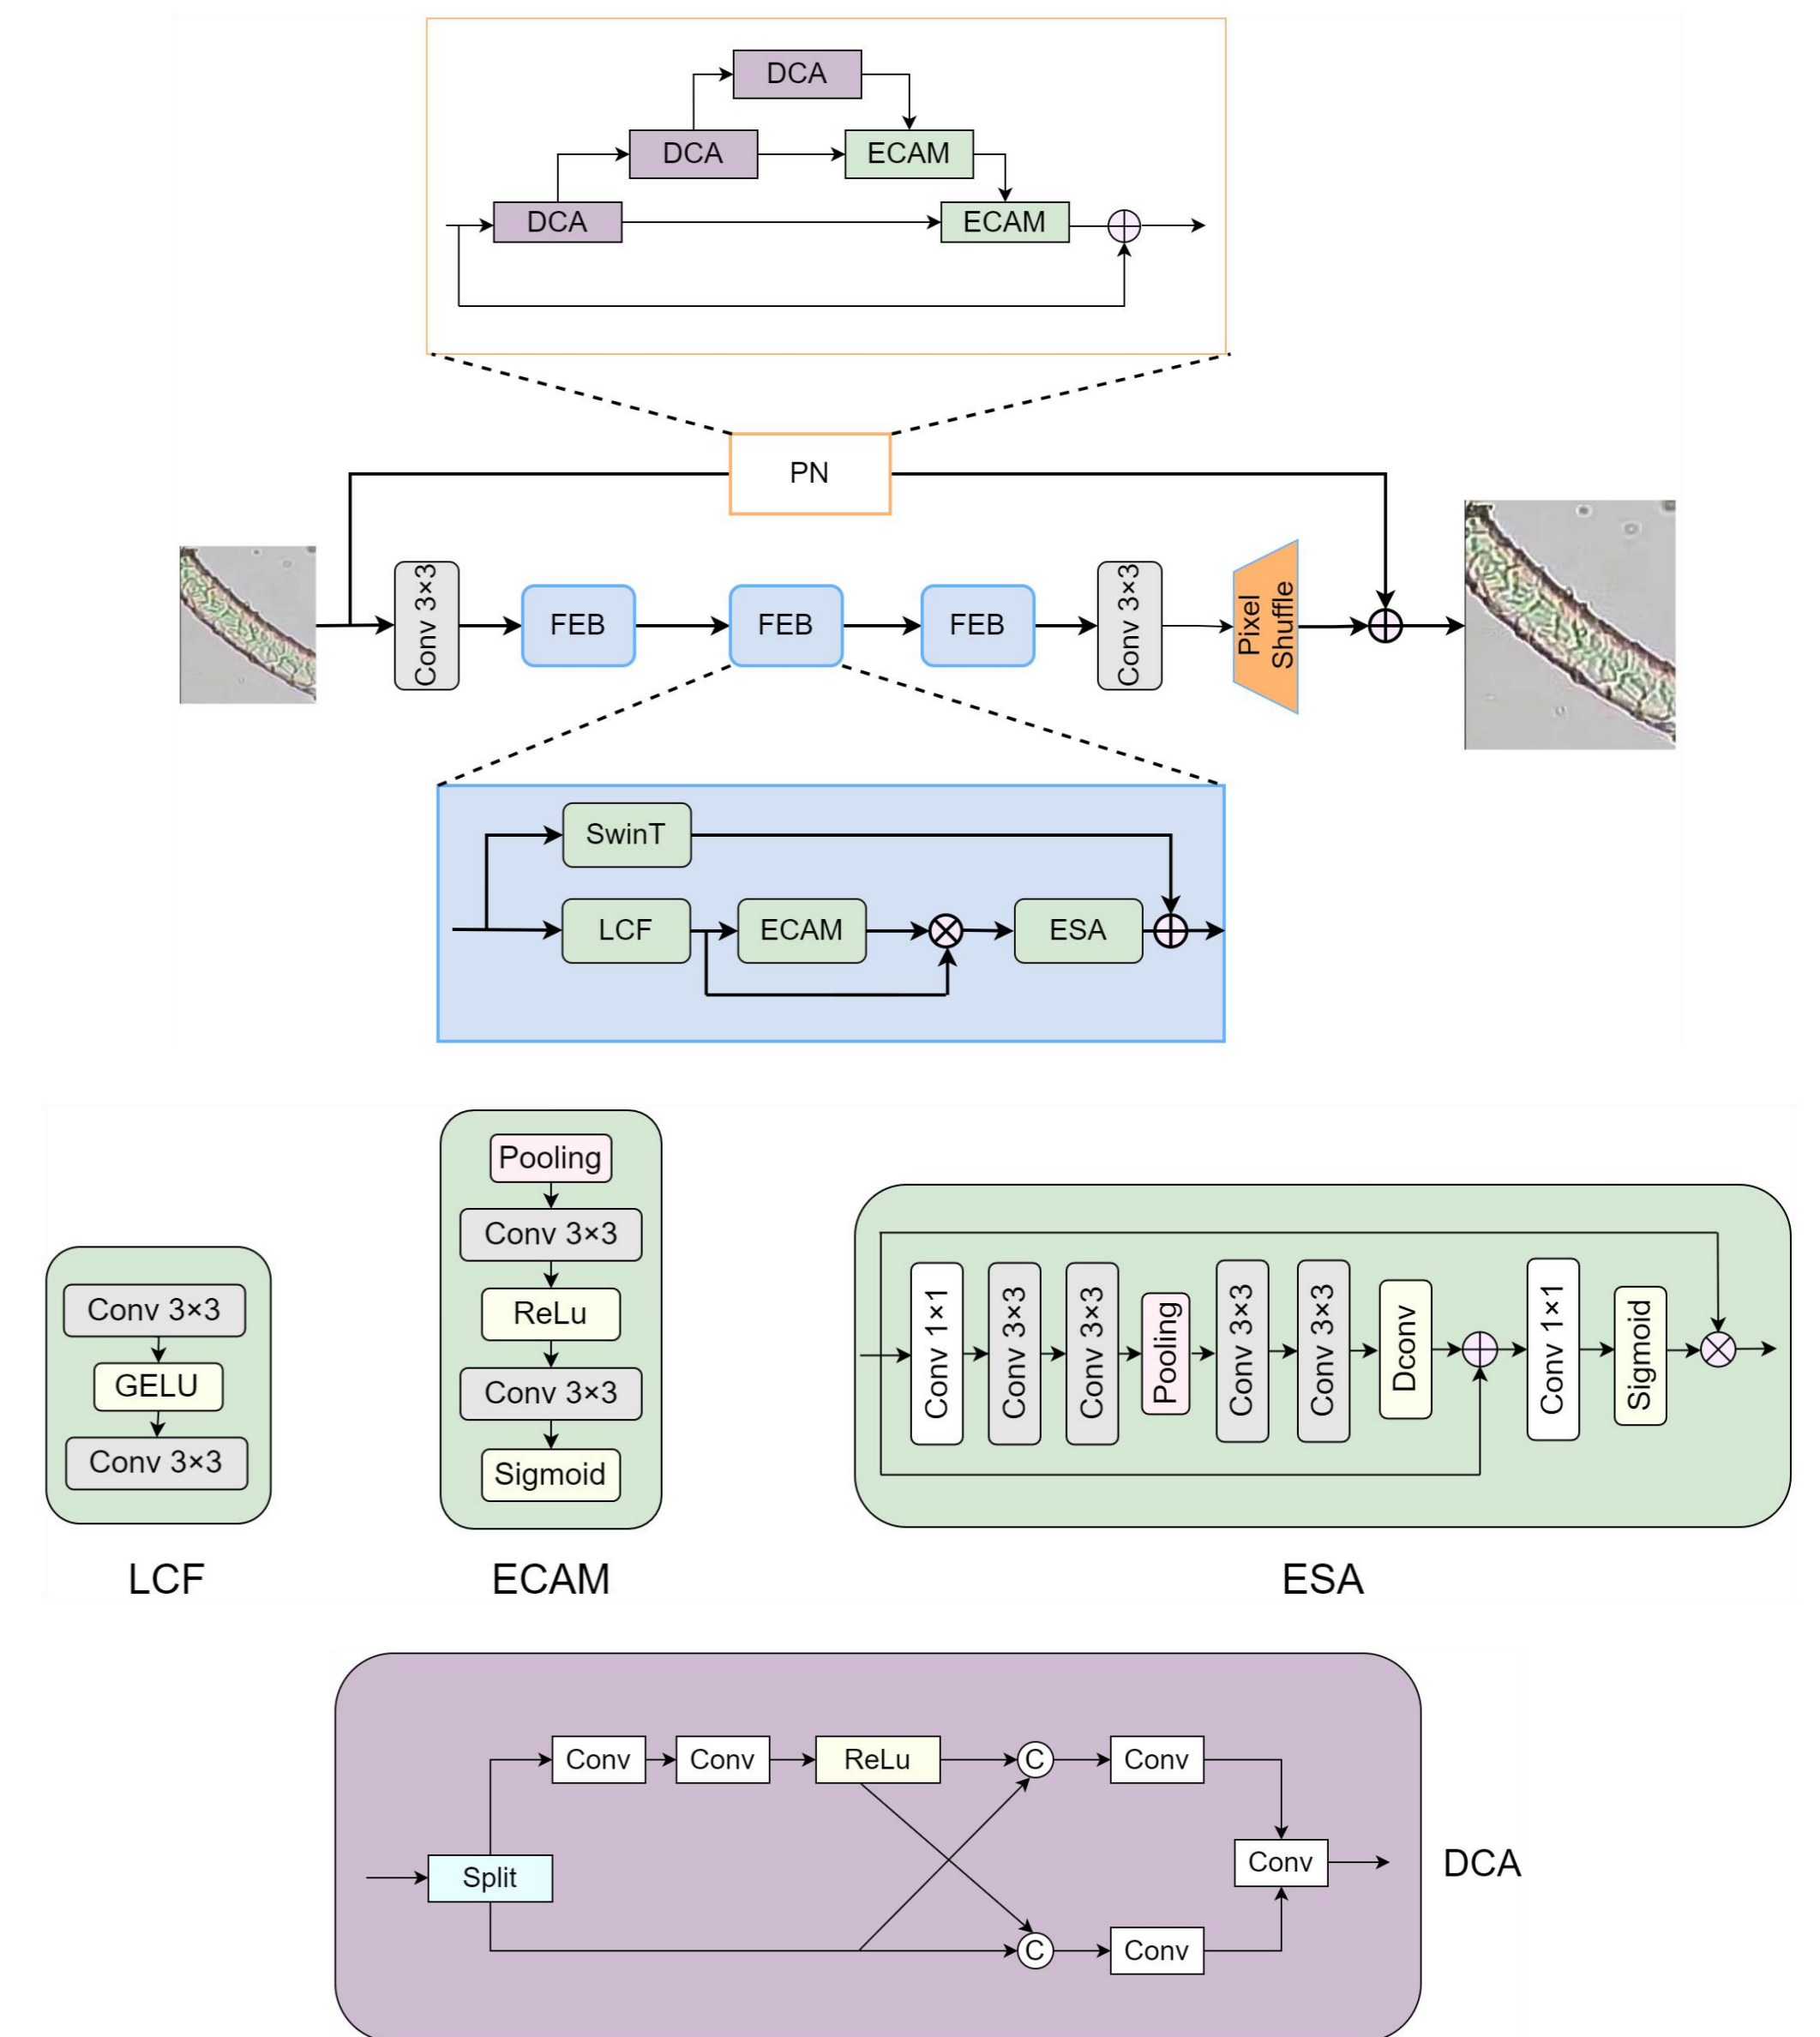 DCA
DCA
ECAM
DCA
ECAM
PN
Conv 3×3
FEB
FEB
FEB
Conv 3×3
Pixel
Shuffle
SwinT
LCF
ECAM
ESA
Conv 3×3
GELU
Conv 3×3
LCF
Pooling
Conv 3×3
ReLu
Conv 3×3
Sigmoid
ECAM
Conv 1×1
Conv 3×3
Conv 3×3
Pooling
Conv 3×3
Conv 3×3
Dconv
Conv 1×1
Sigmoid
ESA
Conv
Conv
ReLu
C
Conv
Split
Conv
C
Conv
DCA